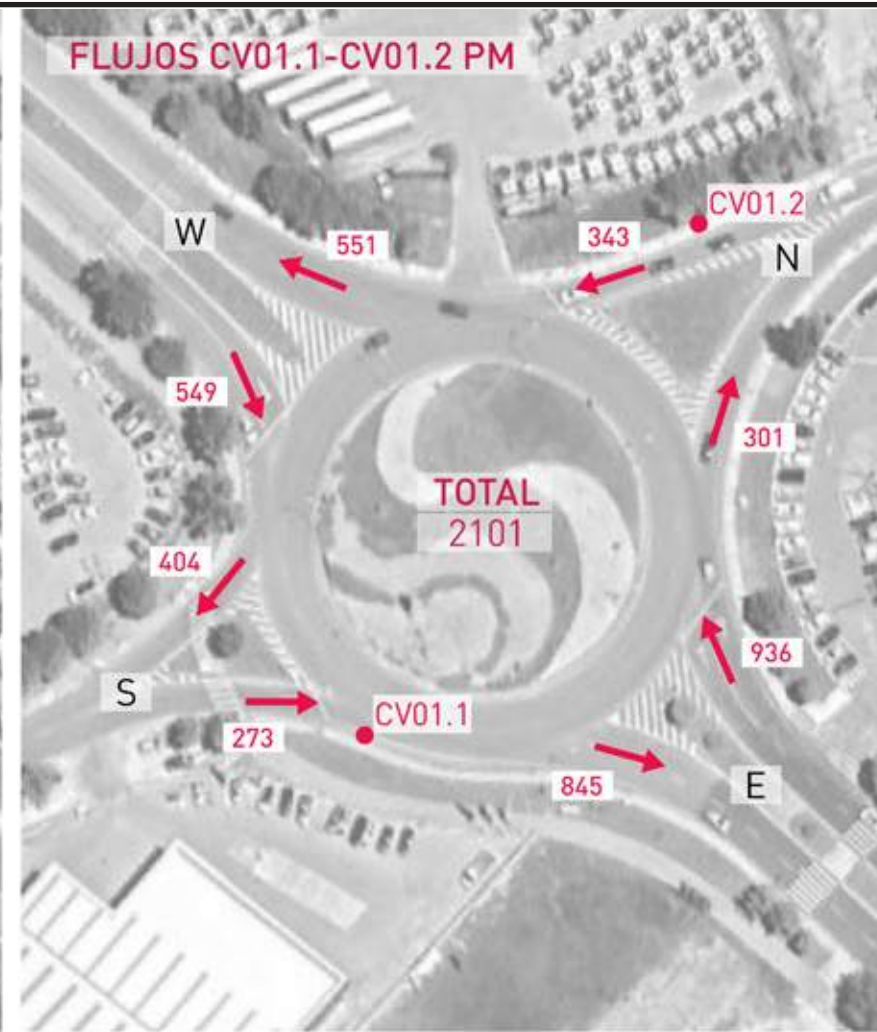 FLUJOS CV01.1-CV01.2 PM
CV01.2
W
551
343
N
549
301
TOTAL
2101
404
936
S
CV01.1
273
845
E